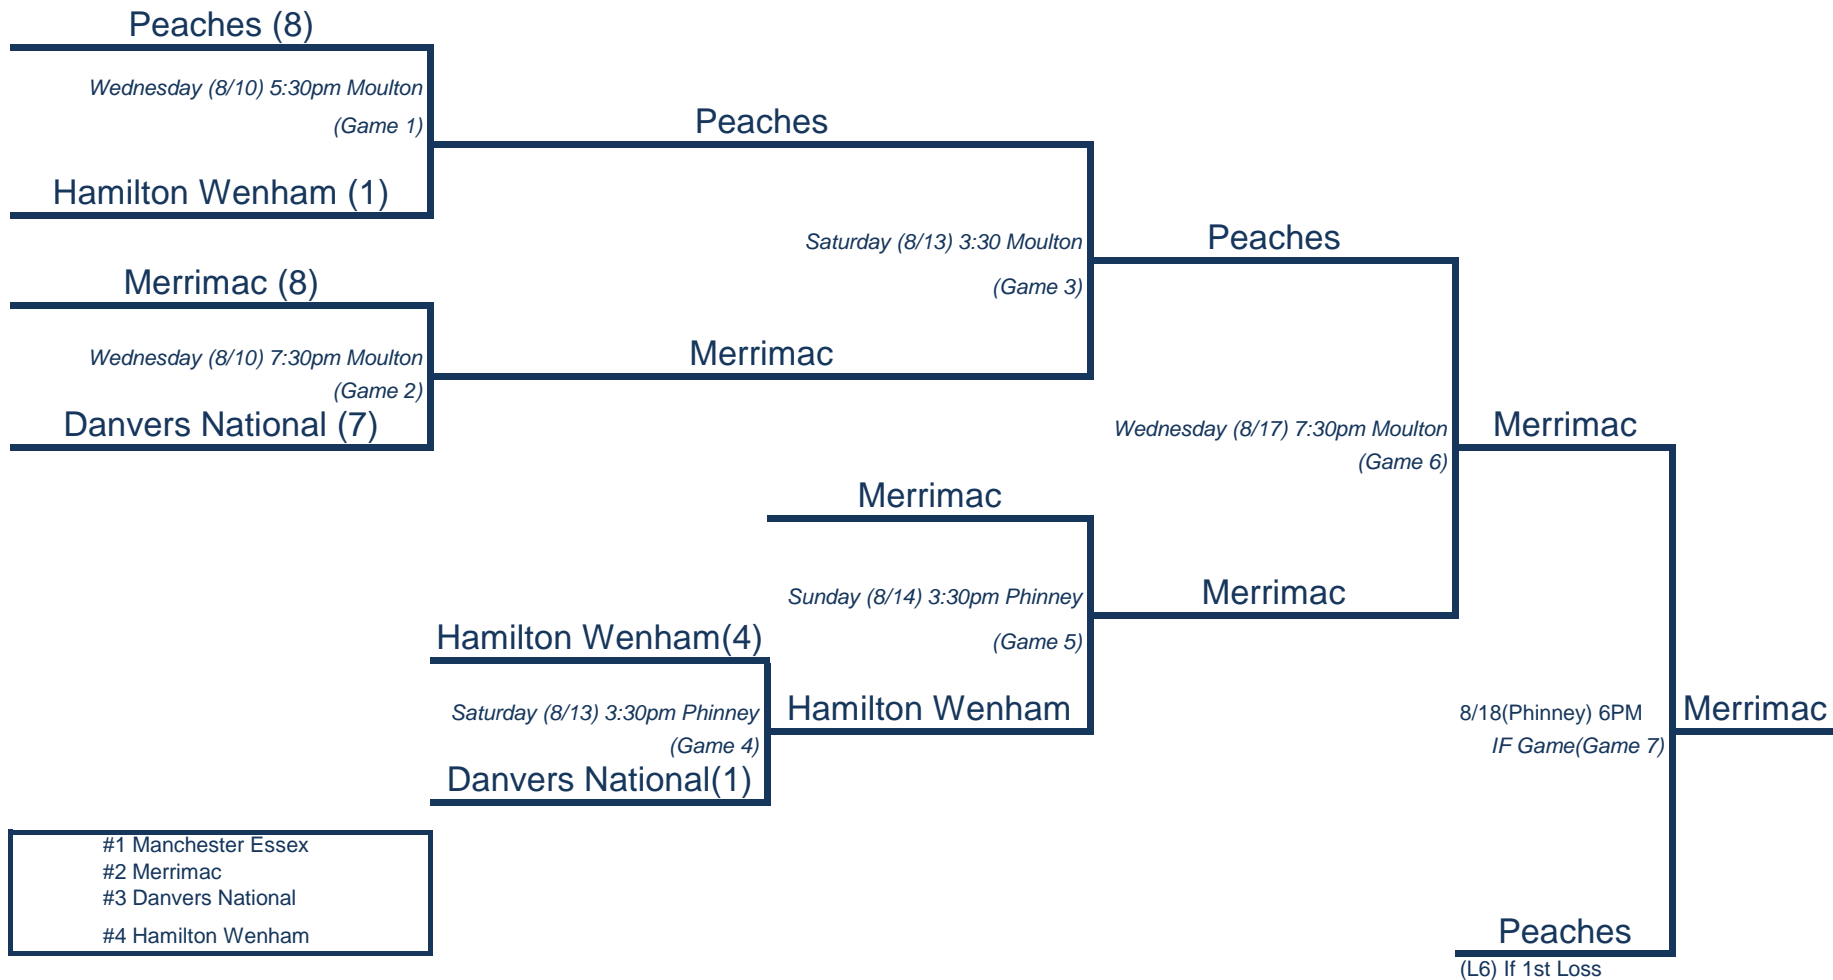 Peaches (8)
Wednesday (8/10) 5:30pm Moulton
(Game 1)
Hamilton Wenham (1)
Peaches
Merrimac (8)
Wednesday (8/10) 7:30pm Moulton
(Game 2)
Danvers National (7)
Merrimac
Saturday (8/13) 3:30 Moulton
(Game 3)
Peaches
Wednesday (8/17) 7:30pm Moulton
(Game 6)
Merrimac
Merrimac
Sunday (8/14) 3:30pm Phinney
(Game 5)
Merrimac
Hamilton Wenham(4)
Saturday (8/13) 3:30pm Phinney
(Game 4)
Danvers National(1)
Hamilton Wenham
8/18(Phinney) 6PM
IF Game(Game 7)
Merrimac
Peaches
(L6) If 1st Loss
#1 Manchester Essex
#2 Merrimac
#3 Danvers National
#4 Hamilton Wenham